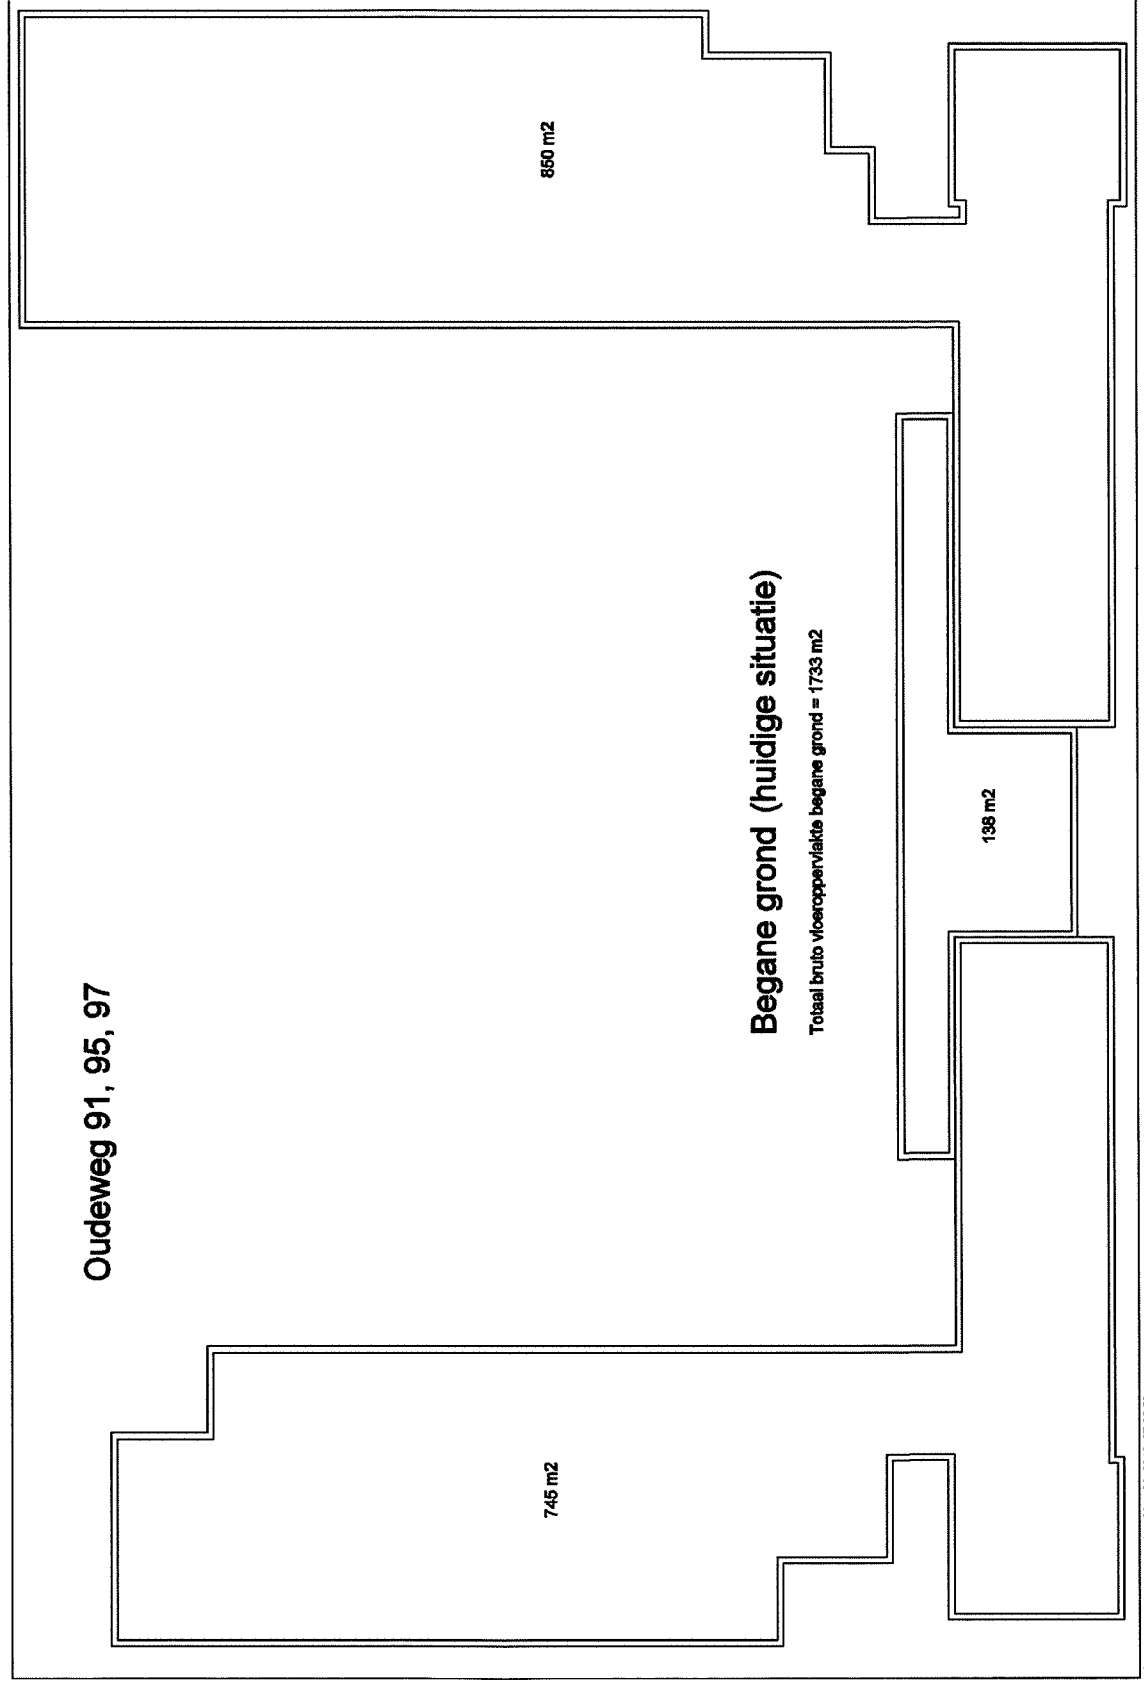 Oudeweg 91, 95, 97
745 m2
850 m2
Begane grond (huidige situatie)
Totaal bruto vloeroppervlakte begane grond = 1733 m2
138 m2